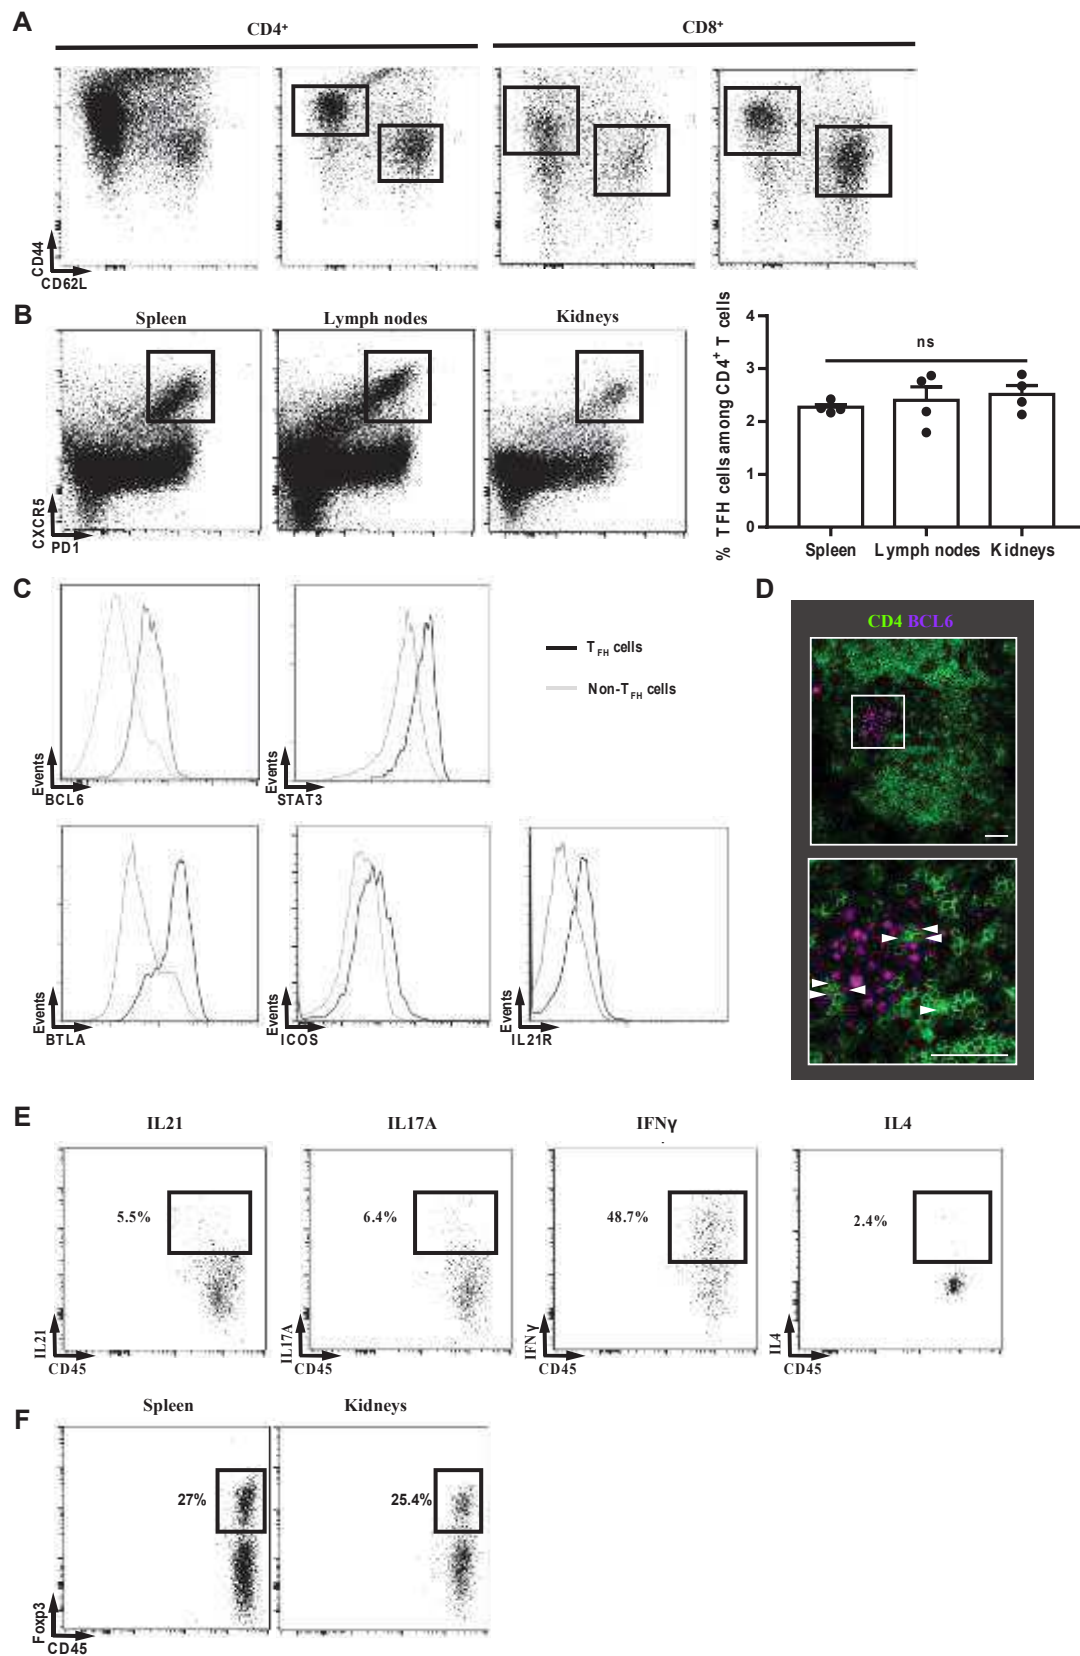 A
CD4+
CD8+
CD44
CD62L
B
Spleen
Lymph nodes
Kidneys
CXCR5
PD1
% TFH cells among CD4+ T cells
4
3
2
1
0
ns
Spleen
Lymph nodes
Kidneys
C
Events
BCL6
Events
STAT3
TFH cells
Non-TFH cells
Events
BTLA
Events
ICOS
Events
IL21R
D
CD4 BCL6
E
IL21
IL17A
IFNγ
IL4
5.5%
6.4%
48.7%
2.4%
IL21
CD45
IL17A
CD45
IFNγ
CD45
IL4
CD45
F
Spleen
Kidneys
27%
25.4%
Foxp3
CD45